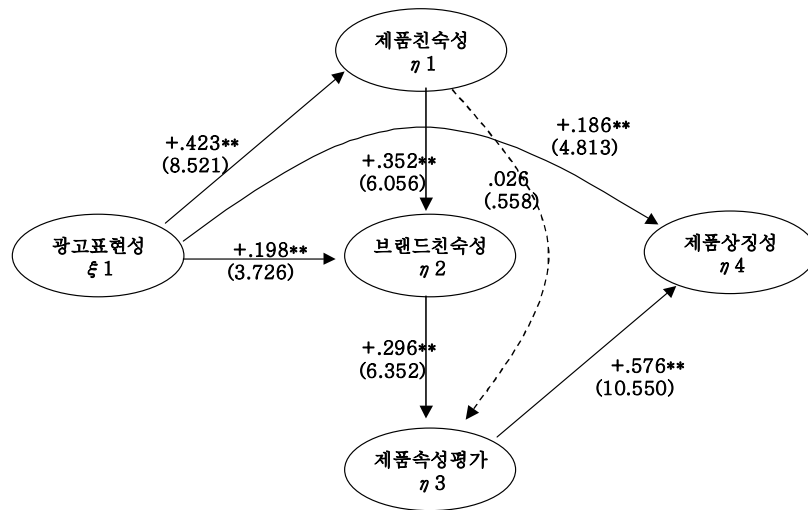 제품친숙성
η 1
+.423**
(8.521)
+.186**
(4.813)
+.352**
(6.056)
.026
(.558)
광고표현성
ξ 1
+.198**
(3.726)
브랜드친숙성
η 2
제품상징성
η 4
+.296**
(6.352)
+.576**
(10.550)
제품속성평가
η 3